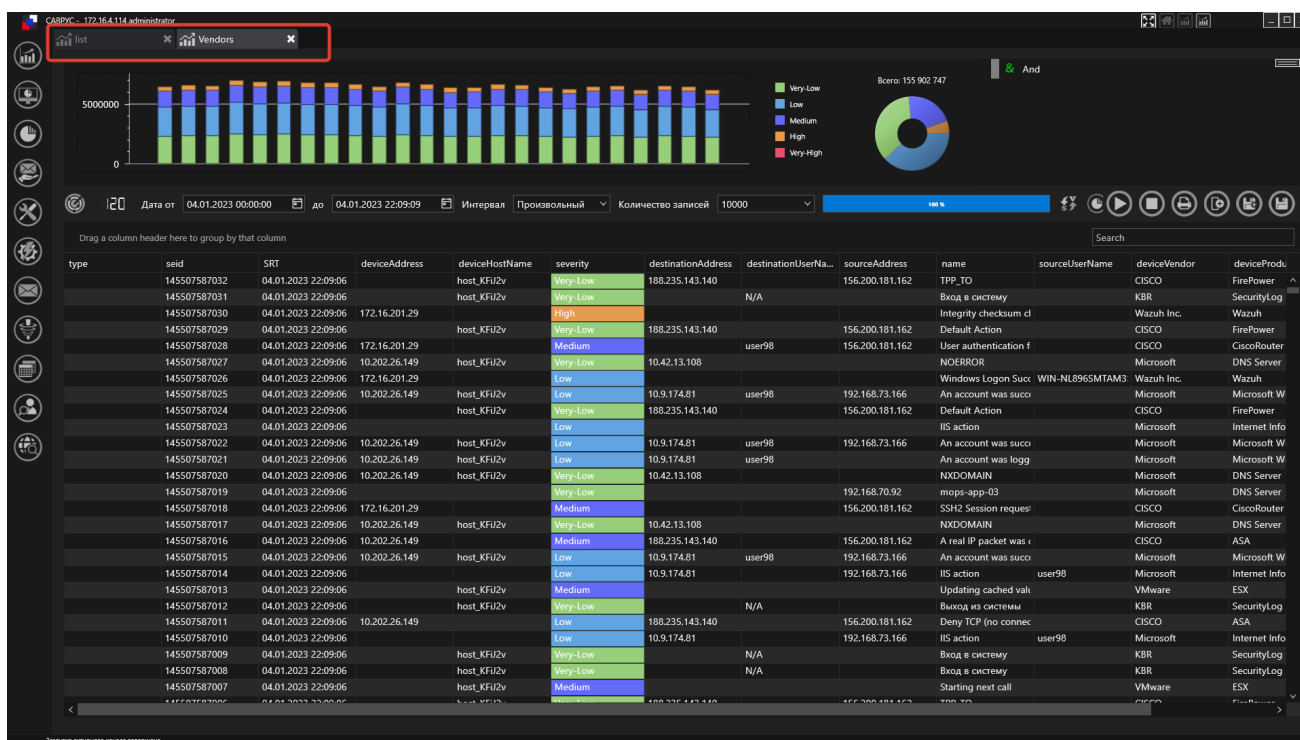 САВРУС - 172.16.4.114 administrator
list Vendors
& And
5000000
0
Very-Low
Low
Medium
High
Very-High
Всего: 155 902 747
Дата от 04.01.2023 00:00:00 до 04.01.2023 22:09:09 Интервал Произвольный Количество записей 10000 100 %
Drag a column header here to group by that column Search
type seid SRT deviceAddress deviceHostName severity destinationAddress destinationUserNa... sourceAddress name sourceUserName deviceVendor deviceProdu
145507587032 04.01.2023 22:09:06 host_KFiJ2v Very-Low 188.235.143.140 156.200.181.162 TPP_TO CISCO FirePower
145507587031 04.01.2023 22:09:06 host_KFiJ2v Very-Low N/A Вход в систему KBR SecurityLog
145507587030 04.01.2023 22:09:06 172.16.201.29 High Integrity checksum cl Wazuh Inc. Wazuh
145507587029 04.01.2023 22:09:06 host_KFiJ2v Very-Low 188.235.143.140 156.200.181.162 Default Action CISCO FirePower
145507587028 04.01.2023 22:09:06 172.16.201.29 Medium user98 156.200.181.162 User authentication f CISCO CiscoRouter
145507587027 04.01.2023 22:09:06 10.202.26.149 host_KFiJ2v Very-Low 10.42.13.108 NOERROR Microsoft DNS Server
145507587026 04.01.2023 22:09:06 172.16.201.29 Low Windows Logon Succ WIN-NL896SMTAM3 Wazuh Inc. Wazuh
145507587025 04.01.2023 22:09:06 10.202.26.149 host_KFiJ2v Low 10.9.174.81 user98 192.168.73.166 An account was succ Microsoft Microsoft W
145507587024 04.01.2023 22:09:06 host_KFiJ2v Very-Low 188.235.143.140 156.200.181.162 Default Action CISCO FirePower
145507587023 04.01.2023 22:09:06 Low IIS action Microsoft Internet Info
145507587022 04.01.2023 22:09:06 10.202.26.149 host_KFiJ2v Low 10.9.174.81 user98 192.168.73.166 An account was succ Microsoft Microsoft W
145507587021 04.01.2023 22:09:06 10.202.26.149 host_KFiJ2v Low 10.9.174.81 user98 An account was logg Microsoft Microsoft W
145507587020 04.01.2023 22:09:06 10.202.26.149 host_KFiJ2v Very-Low 10.42.13.108 NXDOMAIN Microsoft DNS Server
145507587019 04.01.2023 22:09:06 Very-Low 192.168.70.92 mops-app-03 Microsoft DNS Server
145507587018 04.01.2023 22:09:06 172.16.201.29 Medium 156.200.181.162 SSH2 Session request CISCO CiscoRouter
145507587017 04.01.2023 22:09:06 10.202.26.149 host_KFiJ2v Very-Low 10.42.13.108 NXDOMAIN Microsoft DNS Server
145507587016 04.01.2023 22:09:06 10.202.26.149 host_KFiJ2v Medium 188.235.143.140 156.200.181.162 A real IP packet was CISCO ASA
145507587015 04.01.2023 22:09:06 10.202.26.149 host_KFiJ2v Low 10.9.174.81 user98 192.168.73.166 An account was succ Microsoft Microsoft W
145507587014 04.01.2023 22:09:06 Low 10.9.174.81 192.168.73.166 IIS action user98 Microsoft Internet Info
145507587013 04.01.2023 22:09:06 host_KFiJ2v Medium Updating cached valu VMware ESX
145507587012 04.01.2023 22:09:06 host_KFiJ2v Very-Low N/A Выход из системы KBR SecurityLog
145507587011 04.01.2023 22:09:06 10.202.26.149 Low 188.235.143.140 156.200.181.162 Deny TCP (no connec CISCO ASA
145507587010 04.01.2023 22:09:06 Low 10.9.174.81 192.168.73.166 IIS action user98 Microsoft Internet Info
145507587009 04.01.2023 22:09:06 host_KFiJ2v Very-Low N/A Вход в систему KBR SecurityLog
145507587008 04.01.2023 22:09:06 host_KFiJ2v Very-Low N/A Вход в систему KBR SecurityLog
145507587007 04.01.2023 22:09:06 host_KFiJ2v Medium Starting next call VMware ESX